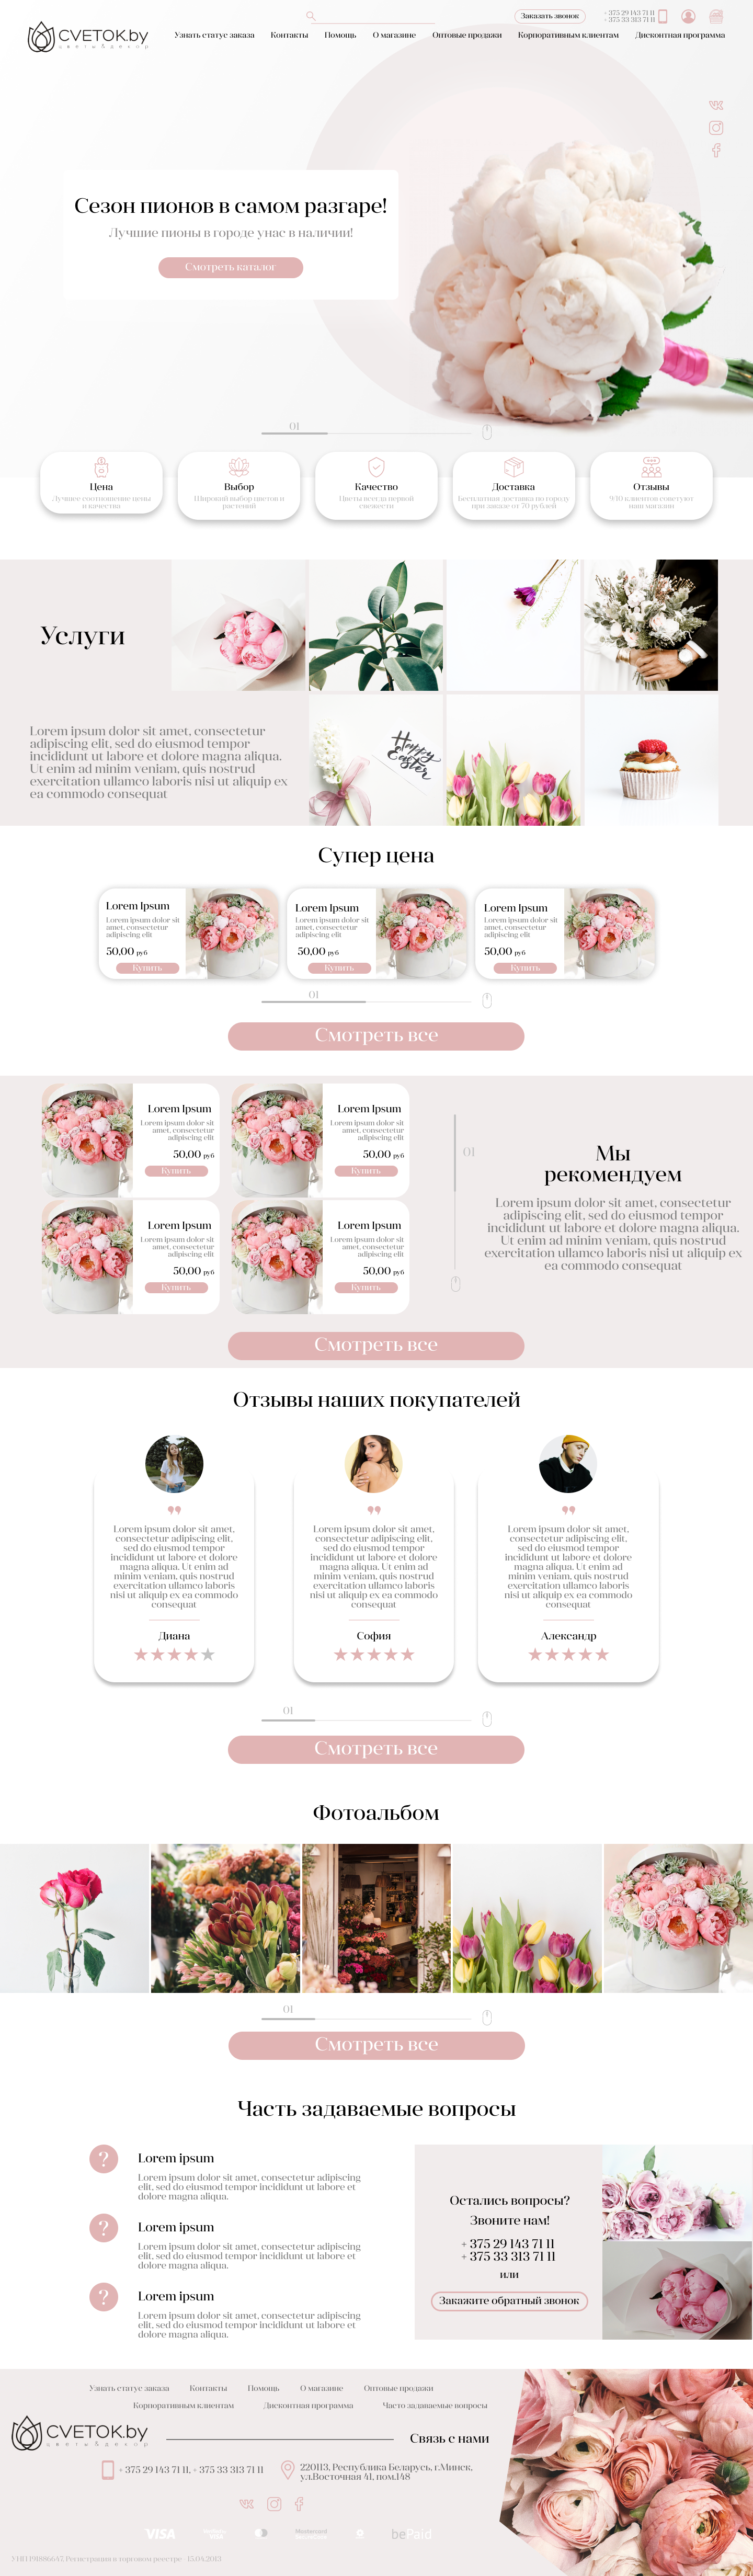 CVETOK.by
цветы&декор
Заказать звонок
+ 375 29 143 71 11
+ 375 33 313 71 11
Узнать статус заказа Контакты Помощь О магазине Оптовые продажи Корпоративным клиентам Дисконтная программа
Сезон пионов в самом разгаре!
Лучшие пионы в городе унас в наличии!
Смотреть каталог
01
Цена
Лучшее соотношение цены
и качества
Выбор
Широкий выбор цветов и
растений
Качество
Цветы всегда первой
свежести
Доставка
Бесплатная доставка по городу
при заказе от 70 рублей
Отзывы
9/10 клиентов советуют
наш магазин
Услуги
Lorem ipsum dolor sit amet, consectetur
adipiscing elit, sed do eiusmod tempor
incididunt ut labore et dolore magna aliqua.
Ut enim ad minim veniam, quis nostrud
exercitation ullamco laboris nisi ut aliquip ex
ea commodo consequat
Happy
Easter
Супер цена
Lorem Ipsum
Lorem ipsum dolor sit
amet, consectetur
adipiscing elit
50,00 руб
Купить
Lorem Ipsum
Lorem ipsum dolor sit
amet, consectetur
adipiscing elit
50,00 руб
Купить
Lorem Ipsum
Lorem ipsum dolor sit
amet, consectetur
adipiscing elit
50,00 руб
Купить
01
Смотреть все
Lorem Ipsum
Lorem ipsum dolor sit
amet, consectetur
adipiscing elit
50,00 руб
Купить
Lorem Ipsum
Lorem ipsum dolor sit
amet, consectetur
adipiscing elit
50,00 руб
Купить
Lorem Ipsum
Lorem ipsum dolor sit
amet, consectetur
adipiscing elit
50,00 руб
Купить
Lorem Ipsum
Lorem ipsum dolor sit
amet, consectetur
adipiscing elit
50,00 руб
Купить
01
Мы
рекомендуем
Lorem ipsum dolor sit amet, consectetur
adipiscing elit, sed do eiusmod tempor
incididunt ut labore et dolore magna aliqua.
Ut enim ad minim veniam, quis nostrud
exercitation ullamco laboris nisi ut aliquip ex
ea commodo consequat
Смотреть все
Отзывы наших покупателей
Lorem ipsum dolor sit amet,
consectetur adipiscing elit,
sed do eiusmod tempor
incididunt ut labore et dolore
magna aliqua. Ut enim ad
minim veniam, quis nostrud
exercitation ullamco laboris
nisi ut aliquip ex ea commodo
consequat
Диана
Lorem ipsum dolor sit amet,
consectetur adipiscing elit,
sed do eiusmod tempor
incididunt ut labore et dolore
magna aliqua. Ut enim ad
minim veniam, quis nostrud
exercitation ullamco laboris
nisi ut aliquip ex ea commodo
consequat
София
Lorem ipsum dolor sit amet,
consectetur adipiscing elit,
sed do eiusmod tempor
incididunt ut labore et dolore
magna aliqua. Ut enim ad
minim veniam, quis nostrud
exercitation ullamco laboris
nisi ut aliquip ex ea commodo
consequat
Александр
01
Смотреть все
Фотоальбом
01
Смотреть все
Часть задаваемые вопросы
?
Lorem ipsum
Lorem ipsum dolor sit amet, consectetur adipiscing
elit, sed do eiusmod tempor incididunt ut labore et
dolore magna aliqua.
?
Lorem ipsum
Lorem ipsum dolor sit amet, consectetur adipiscing
elit, sed do eiusmod tempor incididunt ut labore et
dolore magna aliqua.
?
Lorem ipsum
Lorem ipsum dolor sit amet, consectetur adipiscing
elit, sed do eiusmod tempor incididunt ut labore et
dolore magna aliqua.
Остались вопросы?
Звоните нам!
+ 375 29 143 71 11
+ 375 33 313 71 11
или
Закажите обратный звонок
Узнать статус заказа Контакты Помощь О магазине Оптовые продажи
Корпоративным клиентам Дисконтная программа Часто задаваемые вопросы
CVETOK.by
цветы&декор
Связь с нами
+ 375 29 143 71 11, + 375 33 313 71 11
220113, Республика Беларусь, г.Минск,
ул.Восточная 41, пом.148
VISA
bePaid
Регистрация в торговом реестре - 15.04.2013